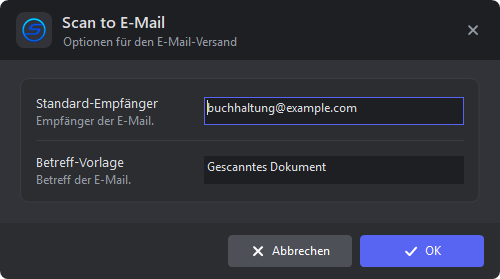 Scan to E-Mail
Optionen für den E-Mail-Versand
Standard-Empfänger
buchhaltung@example.com
Empfänger der E-Mail.
Betreff-Vorlage
Gescanntes Dokument
Betreff der E-Mail.
Abbrechen
OK